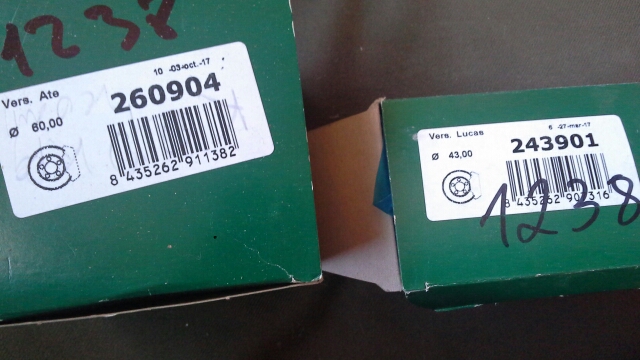 1238
10 -03-oct.-17
Vers. Ate
260904
Ø 60,00
8 435262 911382
6 -27-mar-17
Vers. Lucas
243901
Ø 43,00
1238